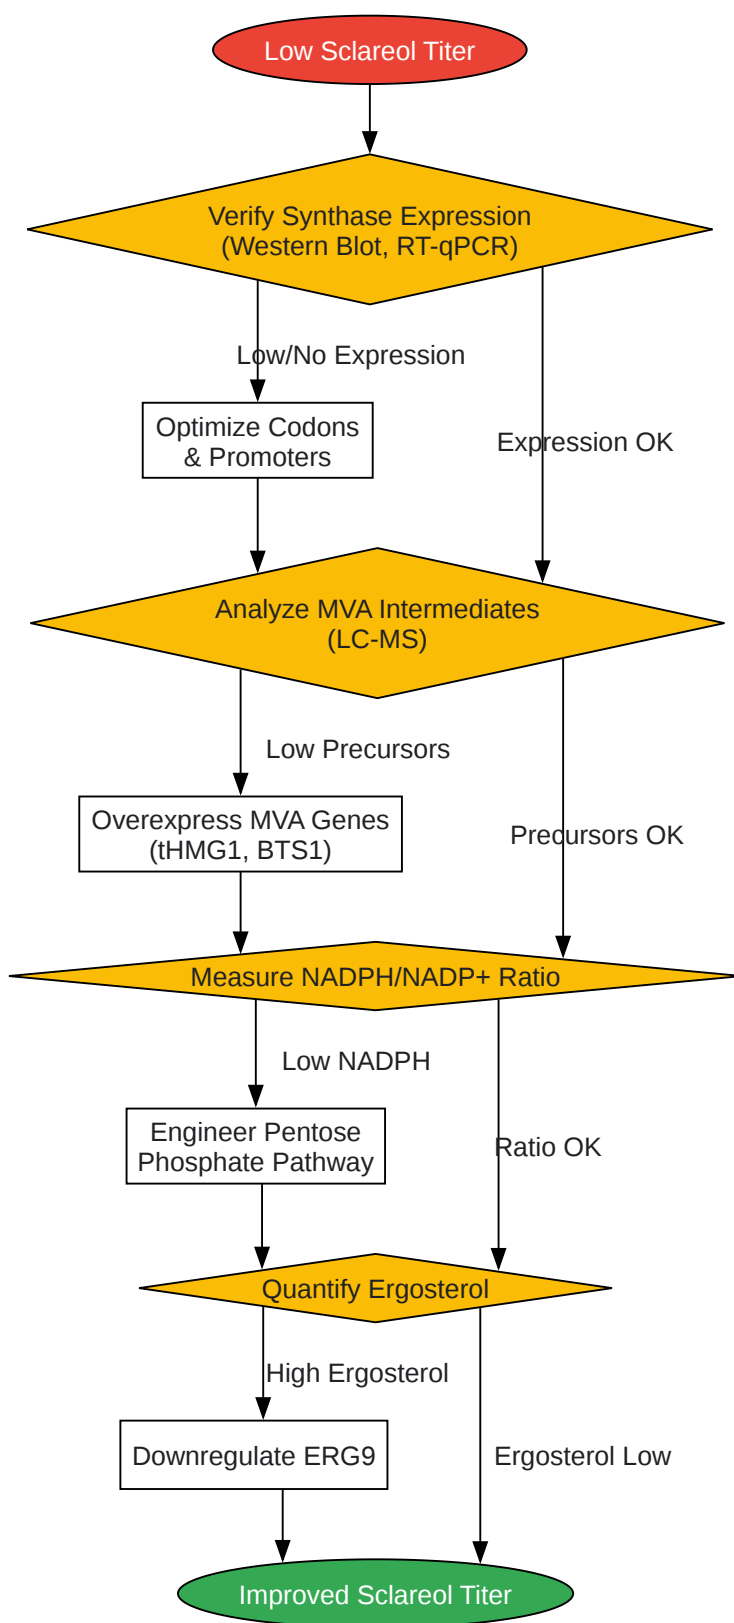 Low Sclareol Titer
Verify Synthase Expression
(Western Blot, RT-qPCR)
Low/No Expression
Optimize Codons
& Promoters
Expression OK
Analyze MVA Intermediates
(LC-MS)
Low Precursors
Overexpress MVA Genes
(tHMG1, BTS1)
Precursors OK
Measure NADPH/NADP+ Ratio
Low NADPH
Engineer Pentose
Phosphate Pathway
Ratio OK
Quantify Ergosterol
High Ergosterol
Downregulate ERG9
Ergosterol Low
Improved Sclareol Titer